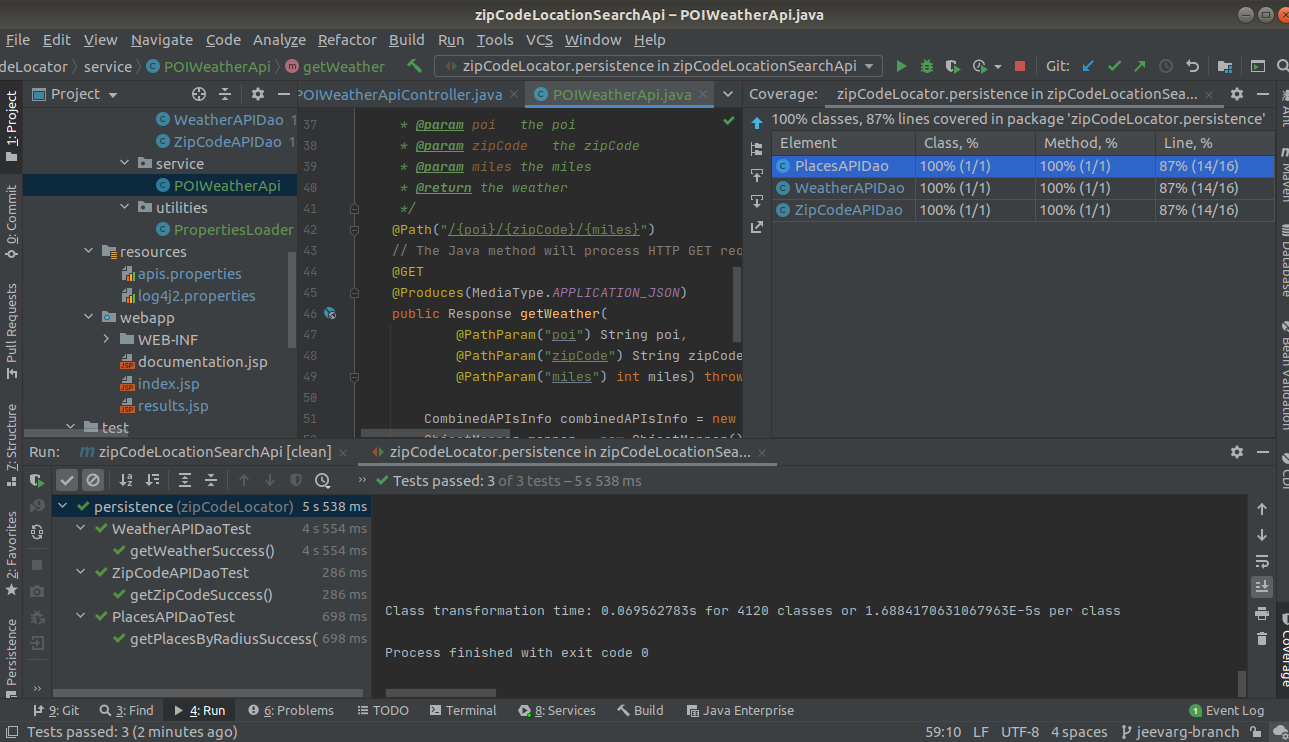 zipCodeLocationSearchApi – POIWeatherApi.java
File Edit View Navigate Code Analyze Refactor Build Run Tools VCS Window Help
deLocator service POIWeatherApi getWeather zipCodeLocator.persistence in zipCodeLocationSearchApi Git:
Project
POIWeatherApiController.java POIWeatherApi.java
Coverage: zipCodeLocator.persistence in zipCodeLocationSea...
1: Project
0: Commit
Pull Requests
7: Structure
2: Favorites
Persistence
WeatherAPIDao 1
ZipCodeAPIDao 1
service
POIWeatherApi
utilities
PropertiesLoader
resources
apis.properties
log4j2.properties
webapp
WEB-INF
documentation.jsp
index.jsp
results.jsp
test
37 * @param poi the poi
38 * @param zipCode the zipCode
39 * @param miles the miles
40 * @return the weather
41 */
42 @Path("/{poi}/{zipCode}/{miles}")
43 // The Java method will process HTTP GET req
44 @GET
45 @Produces(MediaType.APPLICATION_JSON)
46 public Response getWeather(
47 @PathParam("poi") String poi,
48 @PathParam("zipCode") String zipCode
49 @PathParam("miles") int miles) throw
50
51 CombinedAPIsInfo combinedAPIsInfo = new
100% classes, 87% lines covered in package 'zipCodeLocator.persistence'
Element Class, % Method, % Line, %
PlacesAPIDao 100% (1/1) 100% (1/1) 87% (14/16)
WeatherAPIDao 100% (1/1) 100% (1/1) 87% (14/16)
ZipCodeAPIDao 100% (1/1) 100% (1/1) 87% (14/16)
Maven
Database
Bean Validation
Coverage
Run: zipCodeLocationSearchApi [clean] zipCodeLocator.persistence in zipCodeLocationSea...
Tests passed: 3 of 3 tests – 5 s 538 ms
persistence (zipCodeLocator) 5 s 538 ms
WeatherAPIDaoTest 4 s 554 ms
getWeatherSuccess() 4 s 554 ms
ZipCodeAPIDaoTest 286 ms
getZipCodeSuccess() 286 ms
PlacesAPIDaoTest 698 ms
getPlacesByRadiusSuccess( 698 ms
Class transformation time: 0.069562783s for 4120 classes or 1.6884170631067963E-5s per class
Process finished with exit code 0
9: Git 3: Find 4: Run 6: Problems TODO Terminal 8: Services Build Java Enterprise 1 Event Log
Tests passed: 3 (2 minutes ago) 59:10 LF UTF-8 4 spaces jeevarg-branch